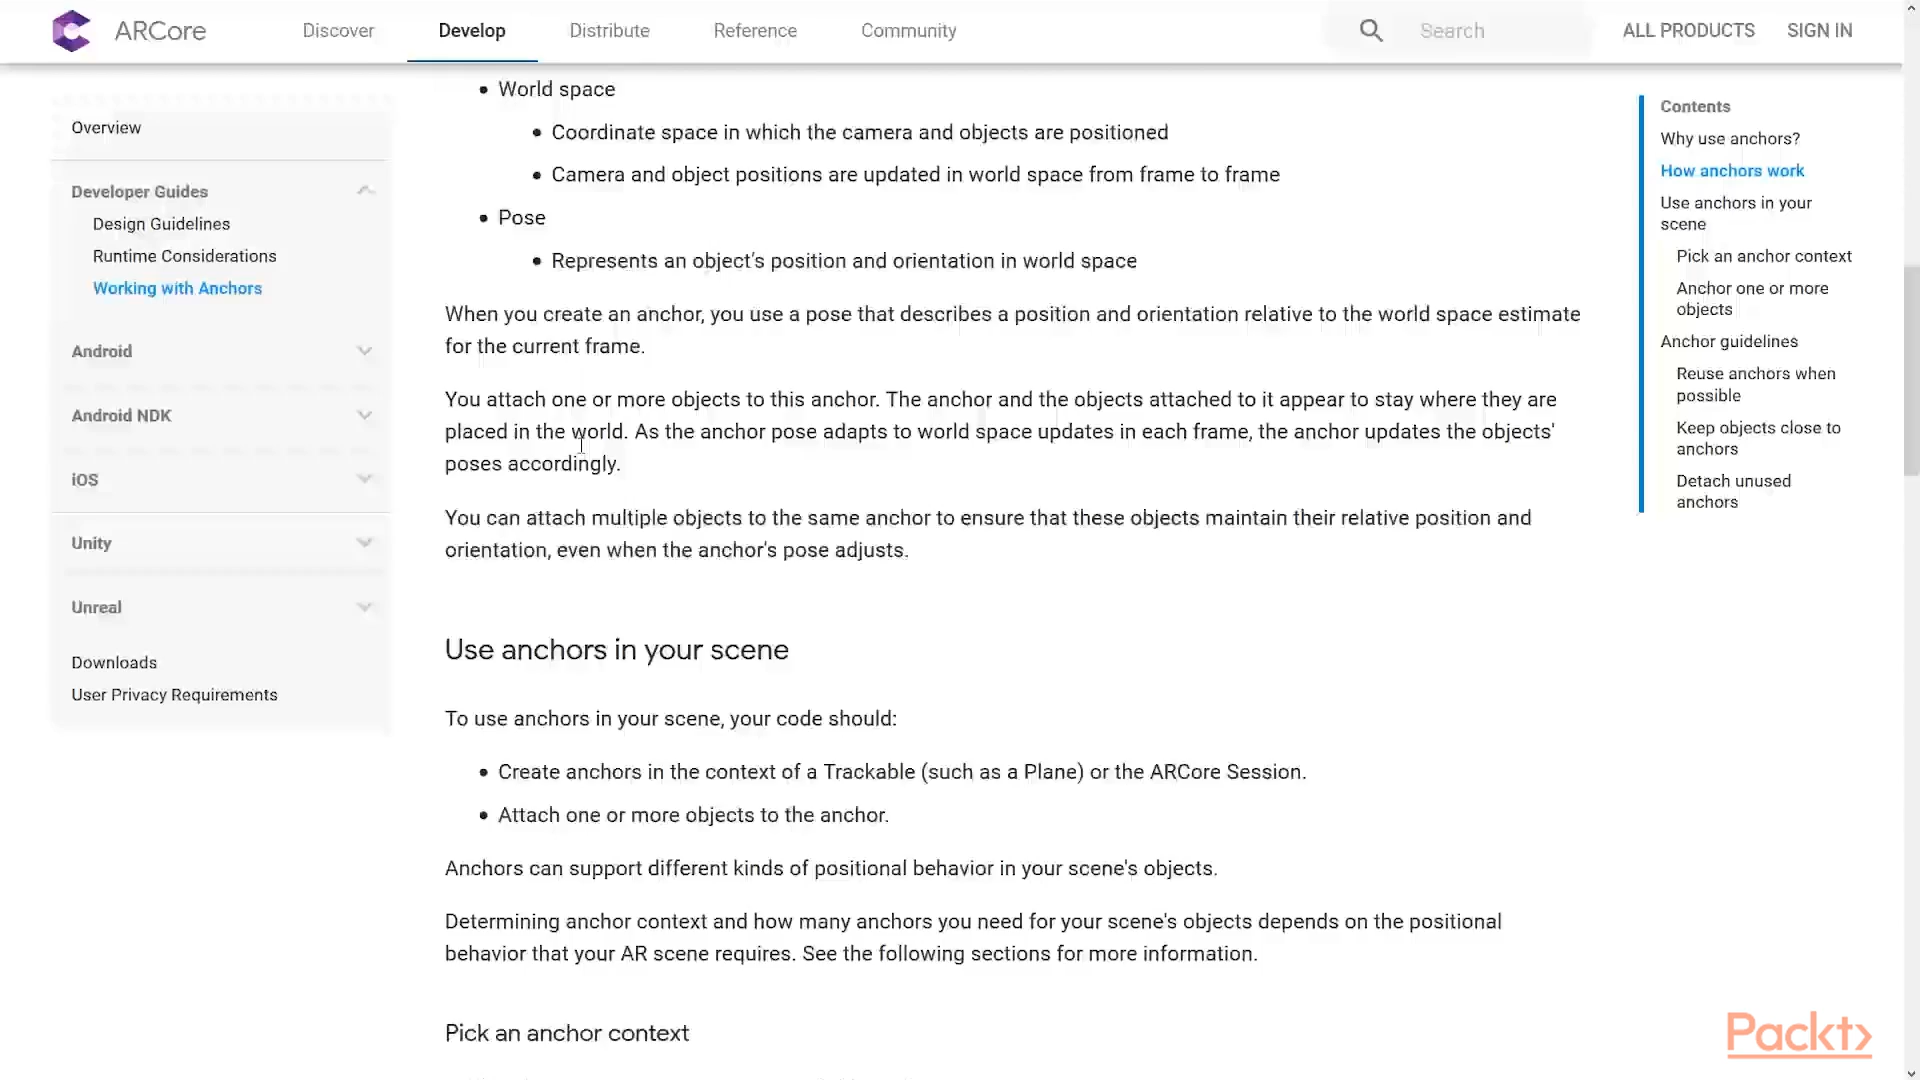 ARCore
Discover
Develop
Distribute
Reference
Community
Search
ALL PRODUCTS
SIGN IN
Overview
Developer Guides
Design Guidelines
Runtime Considerations
Working with Anchors
Android
Android NDK
iOS
Unity
Unreal
Downloads
User Privacy Requirements
World space
Coordinate space in which the camera and objects are positioned
Camera and object positions are updated in world space from frame to frame
Pose
Represents an object's position and orientation in world space
When you create an anchor, you use a pose that describes a position and orientation relative to the world space estimate
for the current frame.
You attach one or more objects to this anchor. The anchor and the objects attached to it appear to stay where they are
placed in the world. As the anchor pose adapts to world space updates in each frame, the anchor updates the objects'
poses accordingly.
You can attach multiple objects to the same anchor to ensure that these objects maintain their relative position and
orientation, even when the anchor's pose adjusts.
Use anchors in your scene
To use anchors in your scene, your code should:
Create anchors in the context of a Trackable (such as a Plane) or the ARCore Session.
Attach one or more objects to the anchor.
Anchors can support different kinds of positional behavior in your scene's objects.
Determining anchor context and how many anchors you need for your scene's objects depends on the positional
behavior that your AR scene requires. See the following sections for more information.
Pick an anchor context
Contents
Why use anchors?
How anchors work
Use anchors in your
scene
Pick an anchor context
Anchor one or more
objects
Anchor guidelines
Reuse anchors when
possible
Keep objects close to
anchors
Detach unused
anchors
Packt